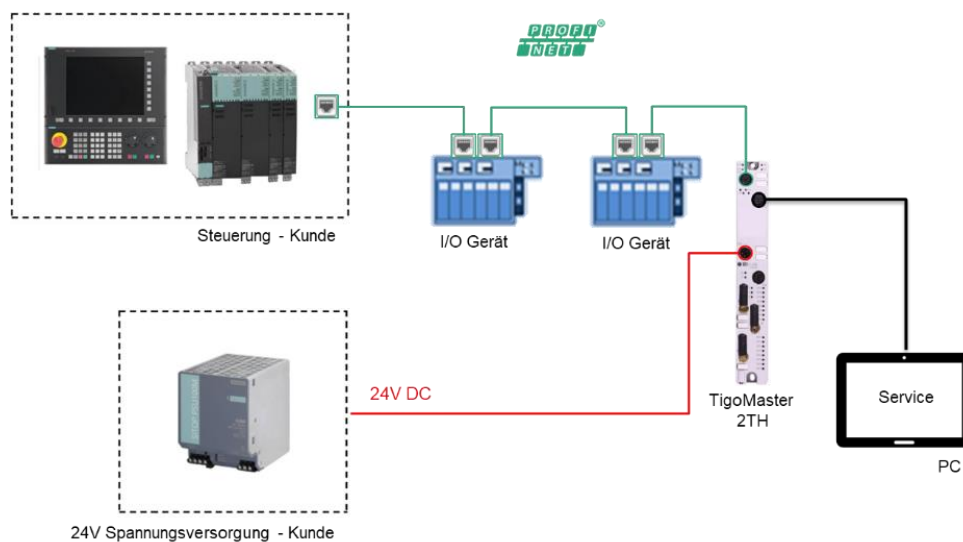 PROFI
NET
Steuerung - Kunde
I/O Gerät
I/O Gerät
24V DC
TigoMaster
2TH
Service
PC
24V Spannungsversorgung - Kunde